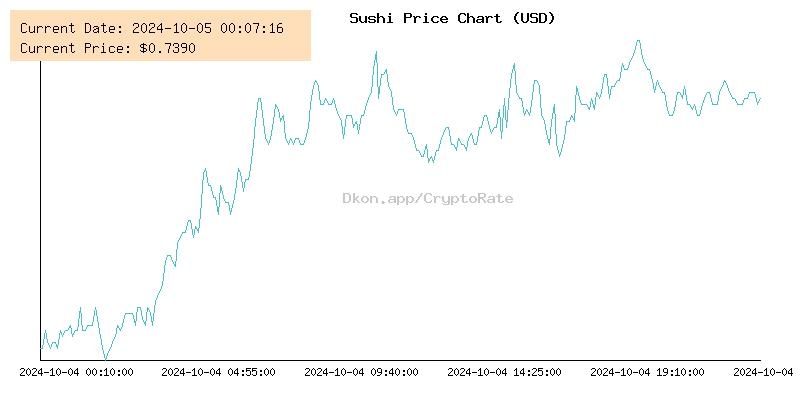 Sushi Price Chart (USD)
Current Date: 2024-10-05 00:07:16
Current Price: $0.7390
Dkon.app/CryptoRate
2024-10-04 00:10:00 2024-10-04 04:55:00 2024-10-04 09:40:00 2024-10-04 14:25:00 2024-10-04 19:10:00 2024-10-04